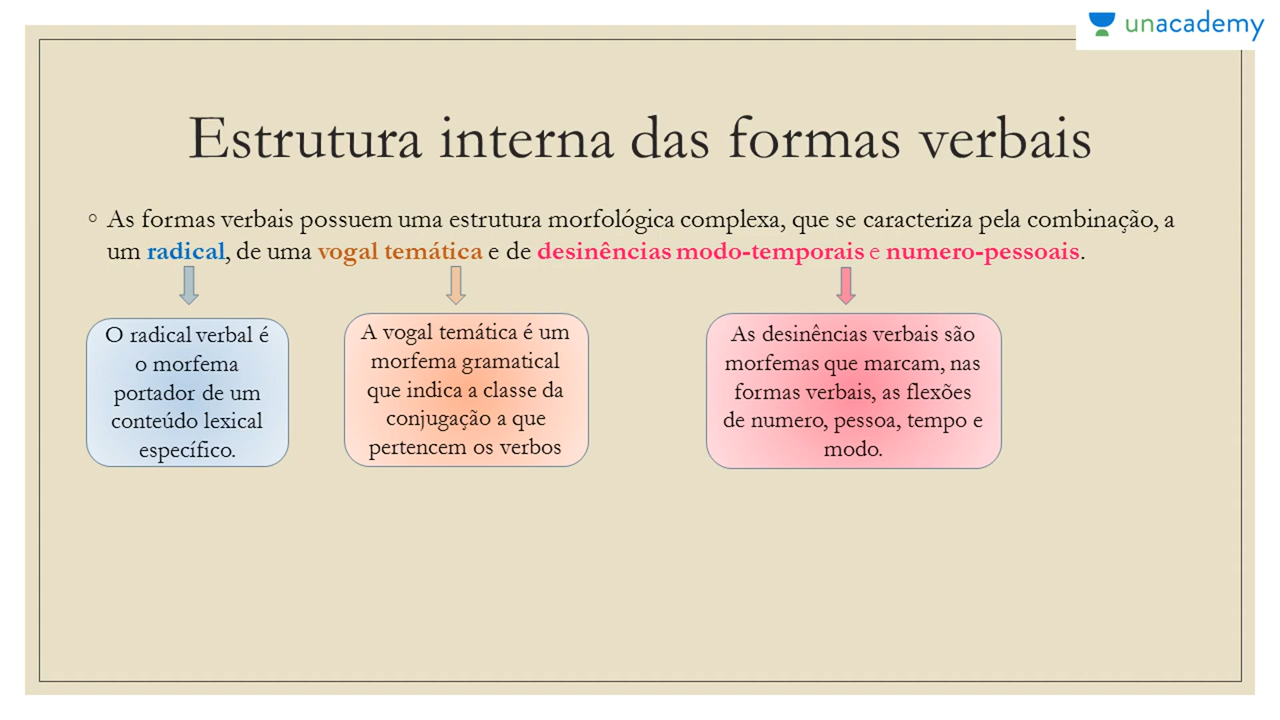 unacademy
Estrutura interna das formas verbais
◦ As formas verbais possuem uma estrutura morfológica complexa, que se caracteriza pela combinação, a
um radical, de uma vogal temática e de desinências modo-temporais e numero-pessoais.
O radical verbal é
o morfema
portador de um
conteúdo lexical
específico.
A vogal temática é um
morfema gramatical
que indica a classe da
conjugação a que
pertencem os verbos
As desinências verbais são
morfemas que marcam, nas
formas verbais, as flexões
de numero, pessoa, tempo e
modo.